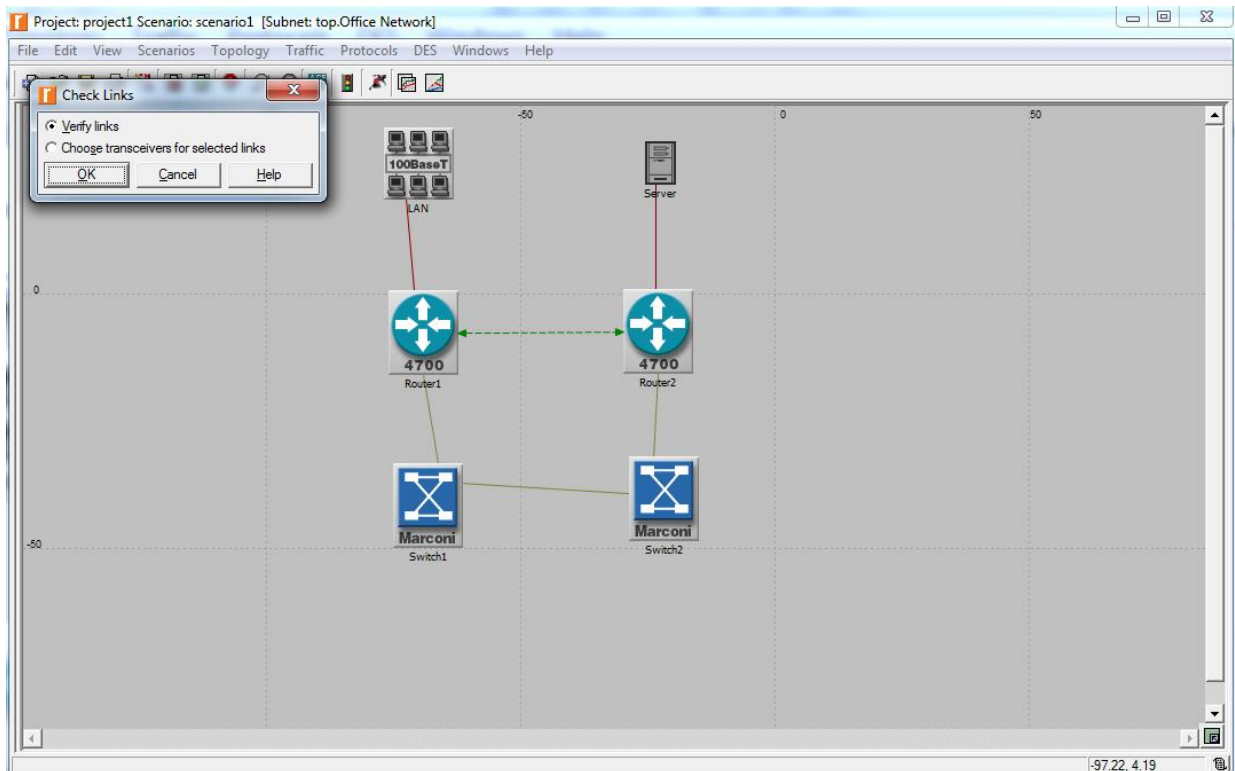 Project: project1 Scenario: scenario1 [Subnet: top.Office Network]
File Edit View Scenarios Topology Traffic Protocols DES Windows Help
Check Links
Verify links
Choose transceivers for selected links
OK Cancel Help
-50 0 50
100BaseT
LAN
Server
0
4700 4700
Router1 Router2
Marconi Marconi
Switch1 Switch2
-50
-97.22, 4.19